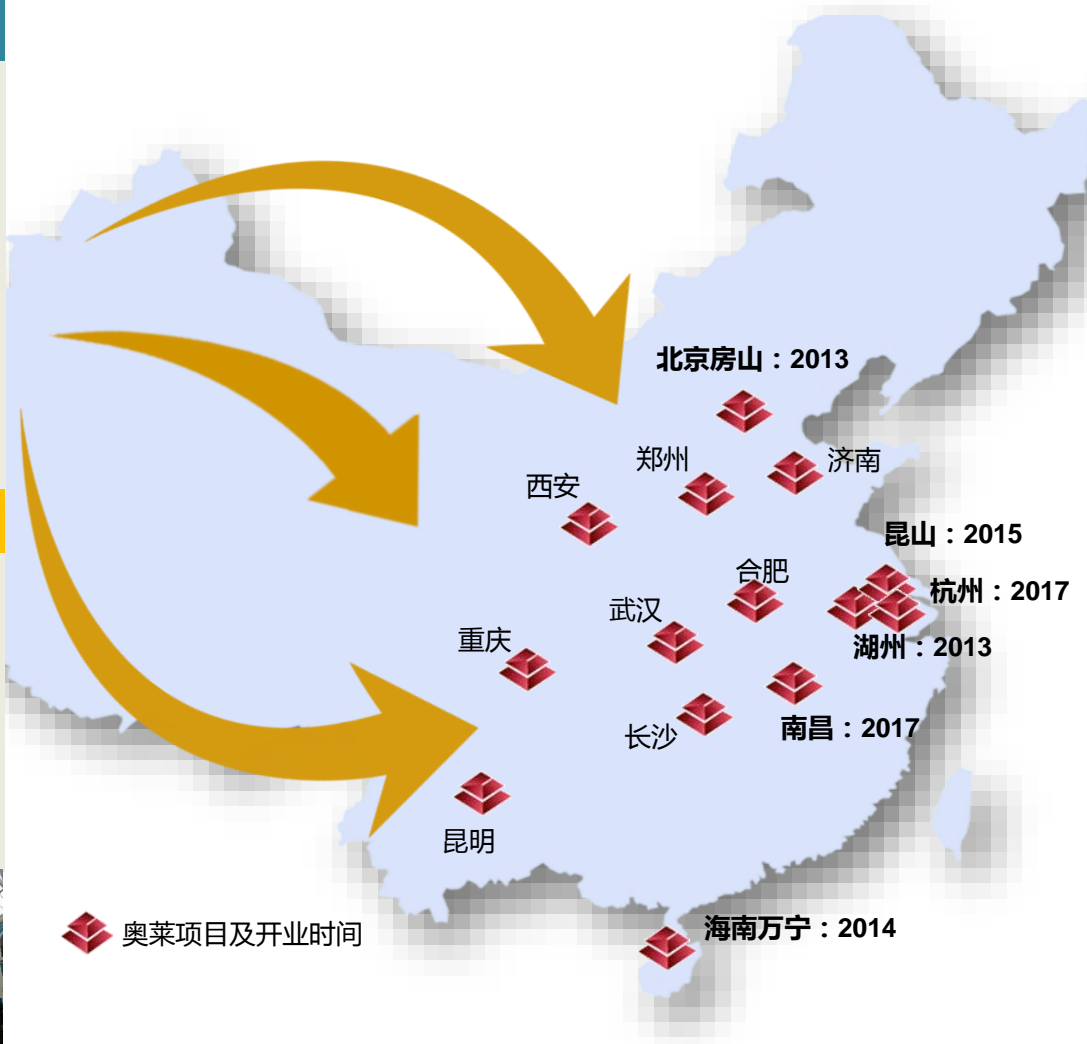 北京房山：2013
郑州
济南
西安
昆山：2015
合肥
杭州：2017
武汉
湖州：2013
重庆
南昌：2017
长沙
昆明
海南万宁：2014
奥莱项目及开业时间